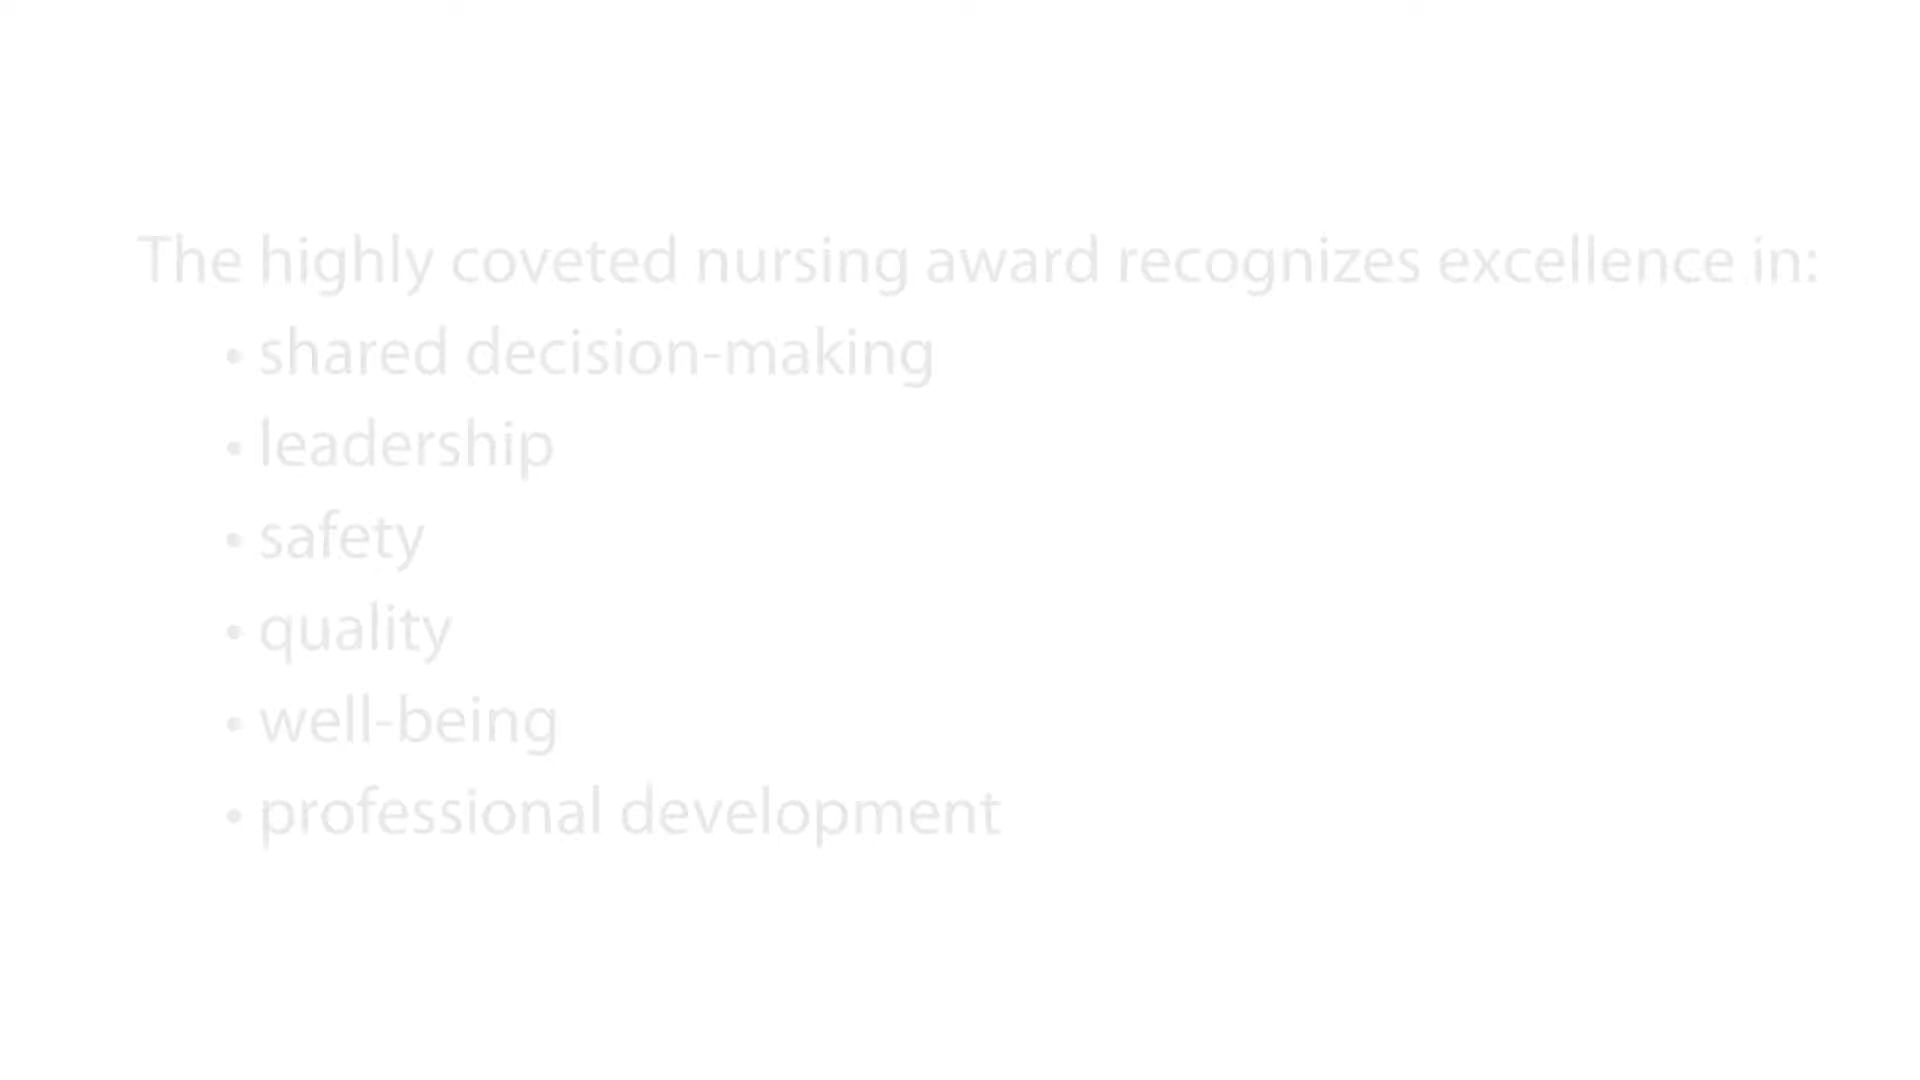 The highly coveted nursing award recognizes excellence in:
• shared decision-making
• leadership
• safety
• quality
• well-being
• professional development